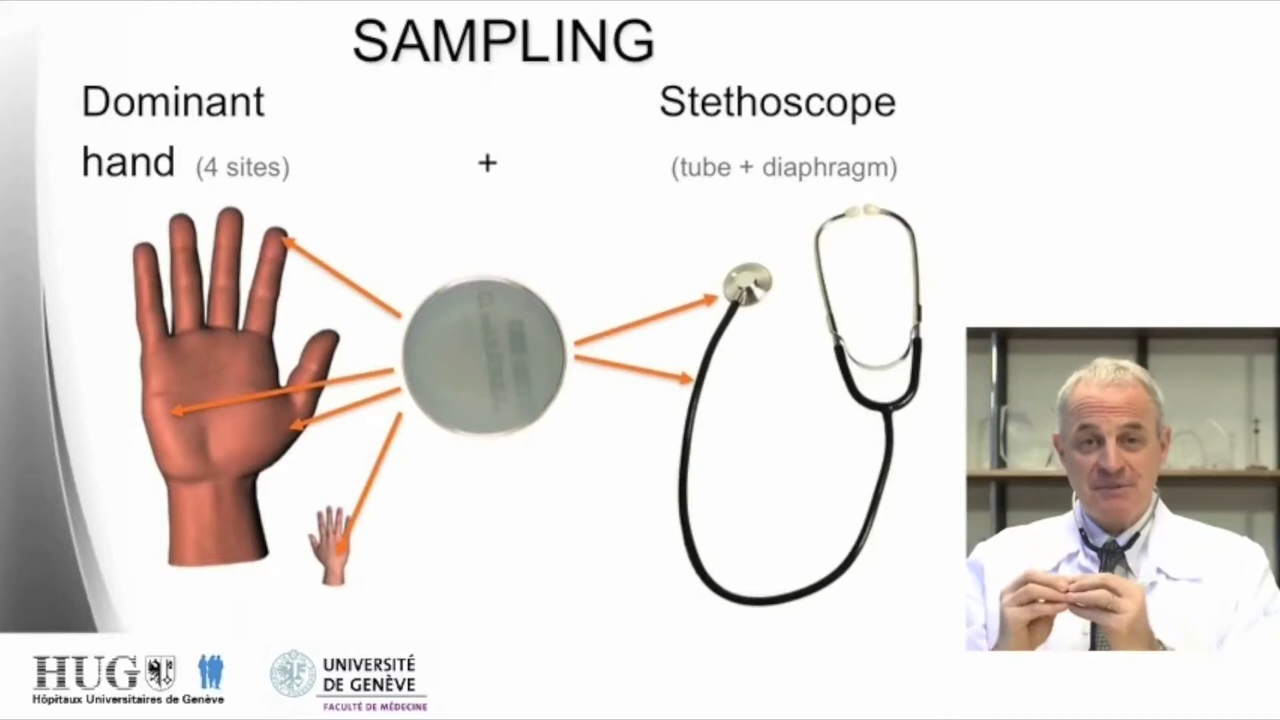 SAMPLING
Dominant
hand (4 sites)
+
Stethoscope
(tube + diaphragm)
HUG
Hôpitaux Universitaires de Genève
UNIVERSITÉ
DE GENÈVE
FACULTÉ DE MÉDECINE